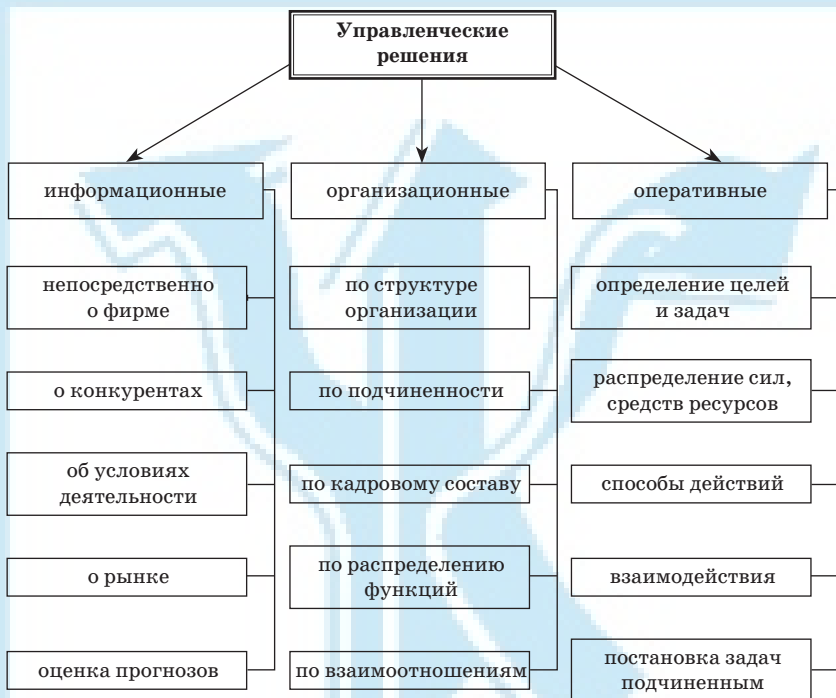 Управленческие
решения
информационные
непосредственно
о фирме
о конкурентах
об условиях
деятельности
о рынке
оценка прогнозов
организационные
по структуре
организации
по подчиненности
по кадровому составу
по распределению
функций
по взаимоотношениям
оперативные
определение целей
и задач
распределение сил,
средств ресурсов
способы действий
взаимодействия
постановка задач
подчиненным